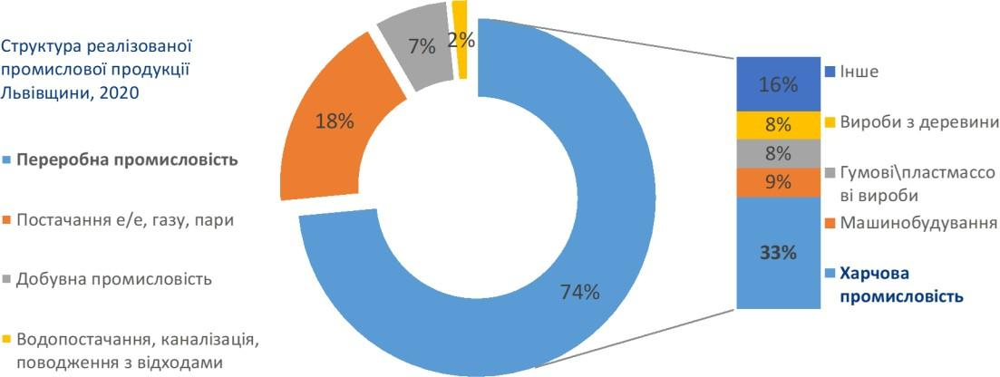 Структура реалізованої
промислової продукції
Львівщини, 2020
Переробна промисловість
Постачання е/е, газу, пари
Добувна промисловість
Водопостачання, каналізація,
поводження з відходами
2%
7%
18%
74%
16%
8%
8%
9%
33%
Інше
Вироби з деревини
Гумові\пластмассо
ві вироби
Машинобудування
Харчова
промисловість